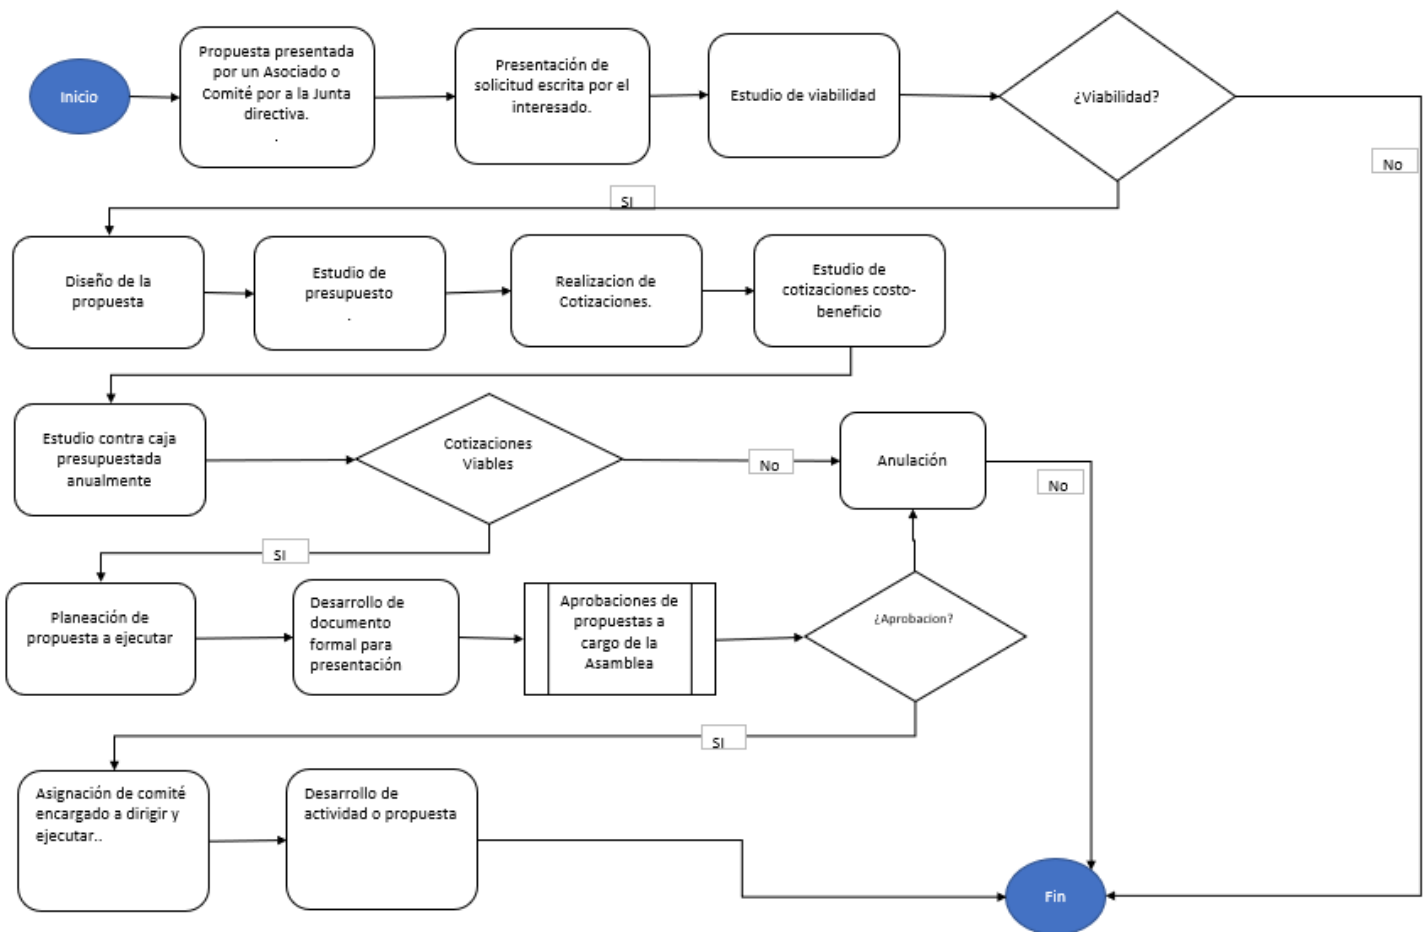 Inicio
Propuesta presentada
por un Asociado o
Comité por a la Junta
directiva.
.
Presentación de
solicitud escrita por el
interesado.
Estudio de viabilidad
¿Viabilidad?
No
SI
Diseño de la
propuesta
Estudio de
presupuesto
.
Realizacion de
Cotizaciones.
Estudio de
cotizaciones costo-
beneficio
Estudio contra caja
presupuestada
anualmente
Cotizaciones
Viables
No
Anulación
No
SI
Planeación de
propuesta a ejecutar
Desarrollo de
documento
formal para
presentación
Aprobaciones de
propuestas a
cargo de la
Asamblea
¿Aprobacion?
SI
Asignación de comité
encargado a dirigir y
ejecutar..
Desarrollo de
actividad o propuesta
Fin